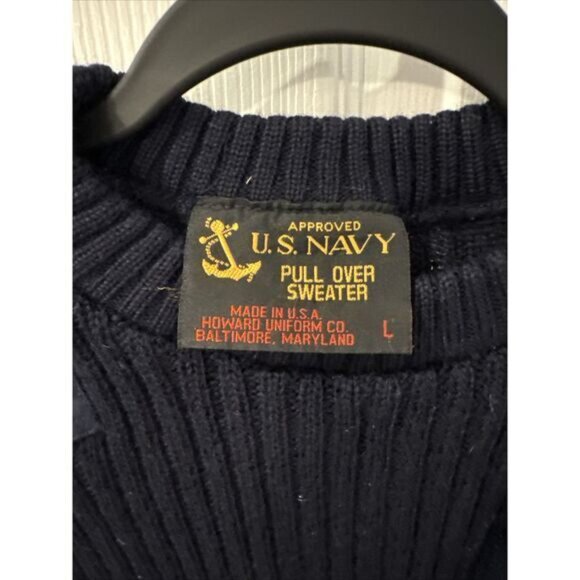 APPROVED
U.S. NAVY
PULL OVER
SWEATER
MADE IN U.S.A.
HOWARD UNIFORM CO. L
BALTIMORE, MARYLAND